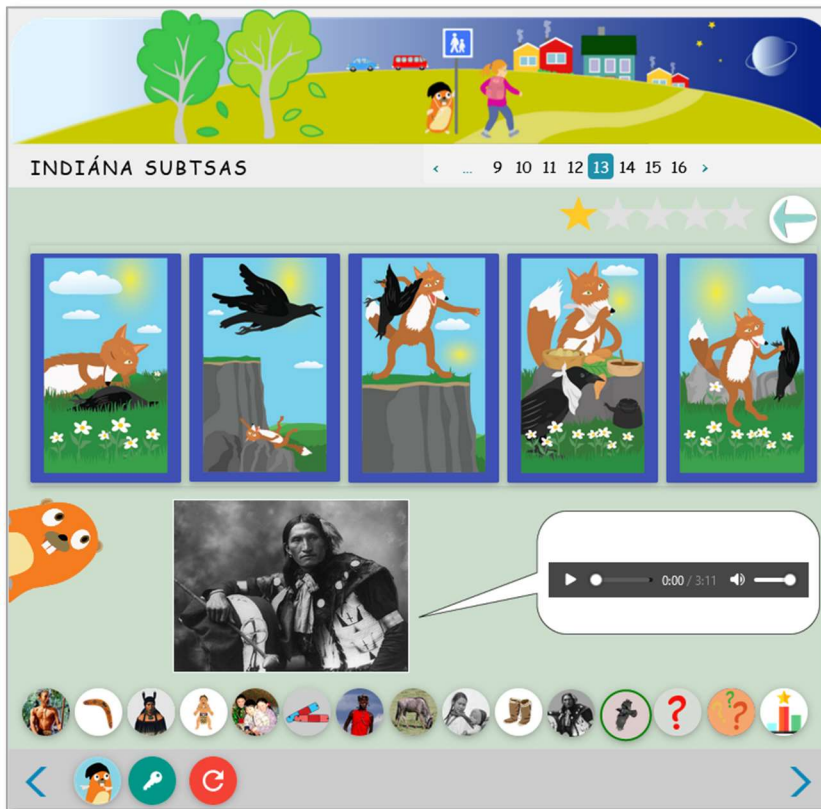 INDIÁNA SUBTSAS
‹ ... 9 10 11 12 13 14 15 16 ›
0:00 / 3:11
? ? ? ?